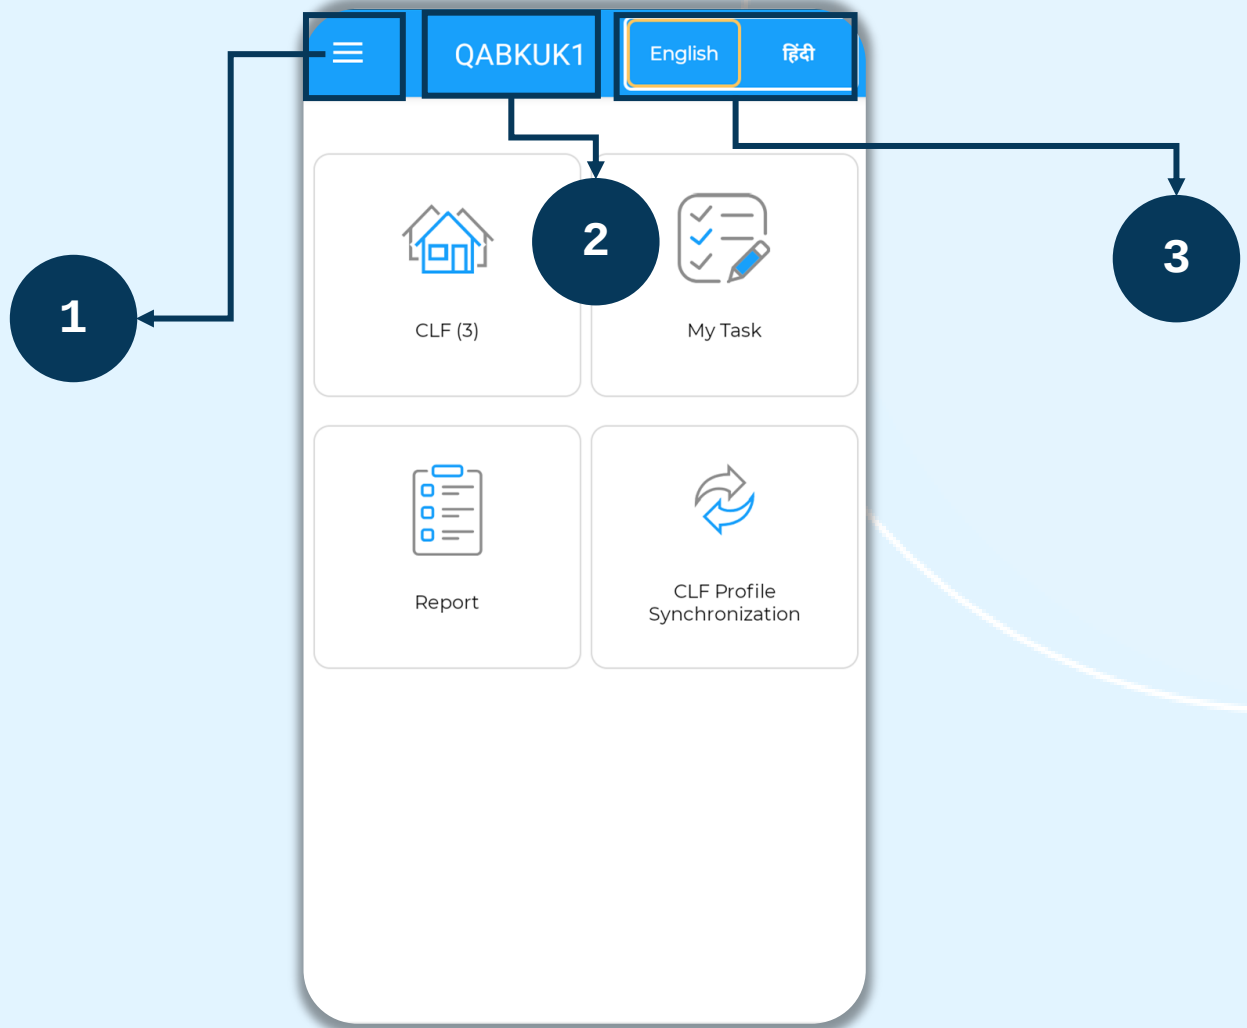 QABKUK1
English
हिंदी
1
2
3
CLF (3)
My Task
Report
CLF Profile
Synchronization